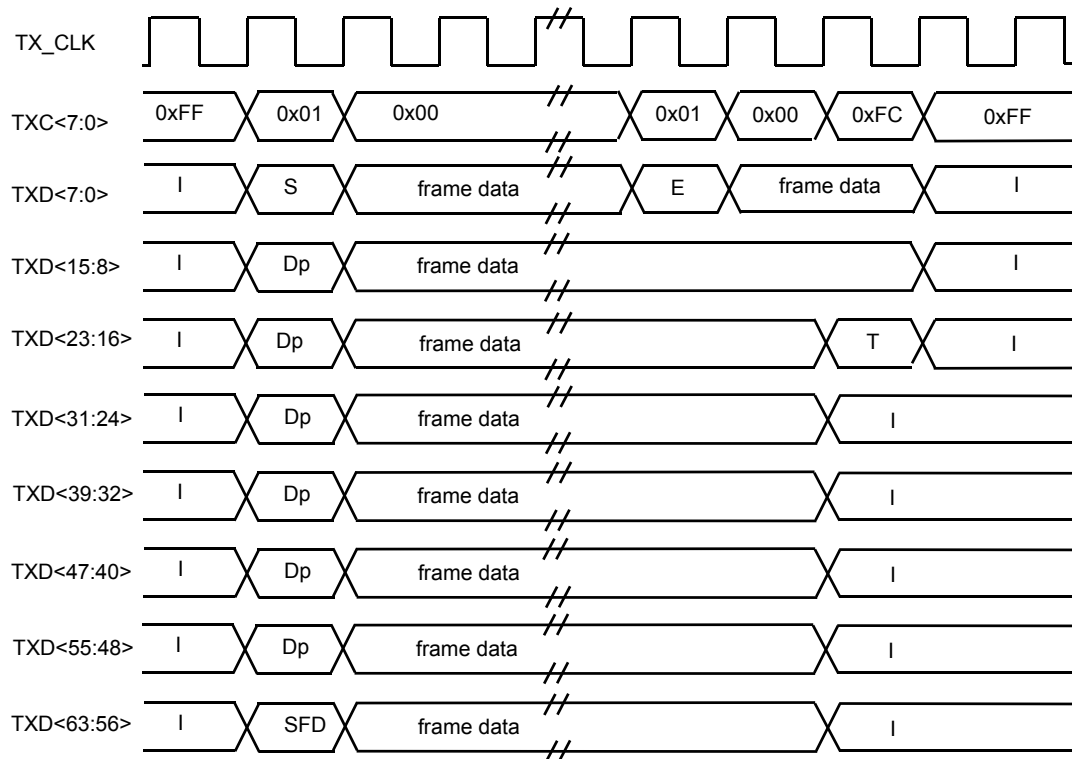 TX_CLK
TXC<7:0> 0xFF 0x01 0x00 0x01 0x00 0xFC 0xFF
TXD<7:0> I S frame data E frame data I
TXD<15:8> I Dp frame data I
TXD<23:16> I Dp frame data T I
TXD<31:24> I Dp frame data I
TXD<39:32> I Dp frame data I
TXD<47:40> I Dp frame data I
TXD<55:48> I Dp frame data I
TXD<63:56> I SFD frame data I